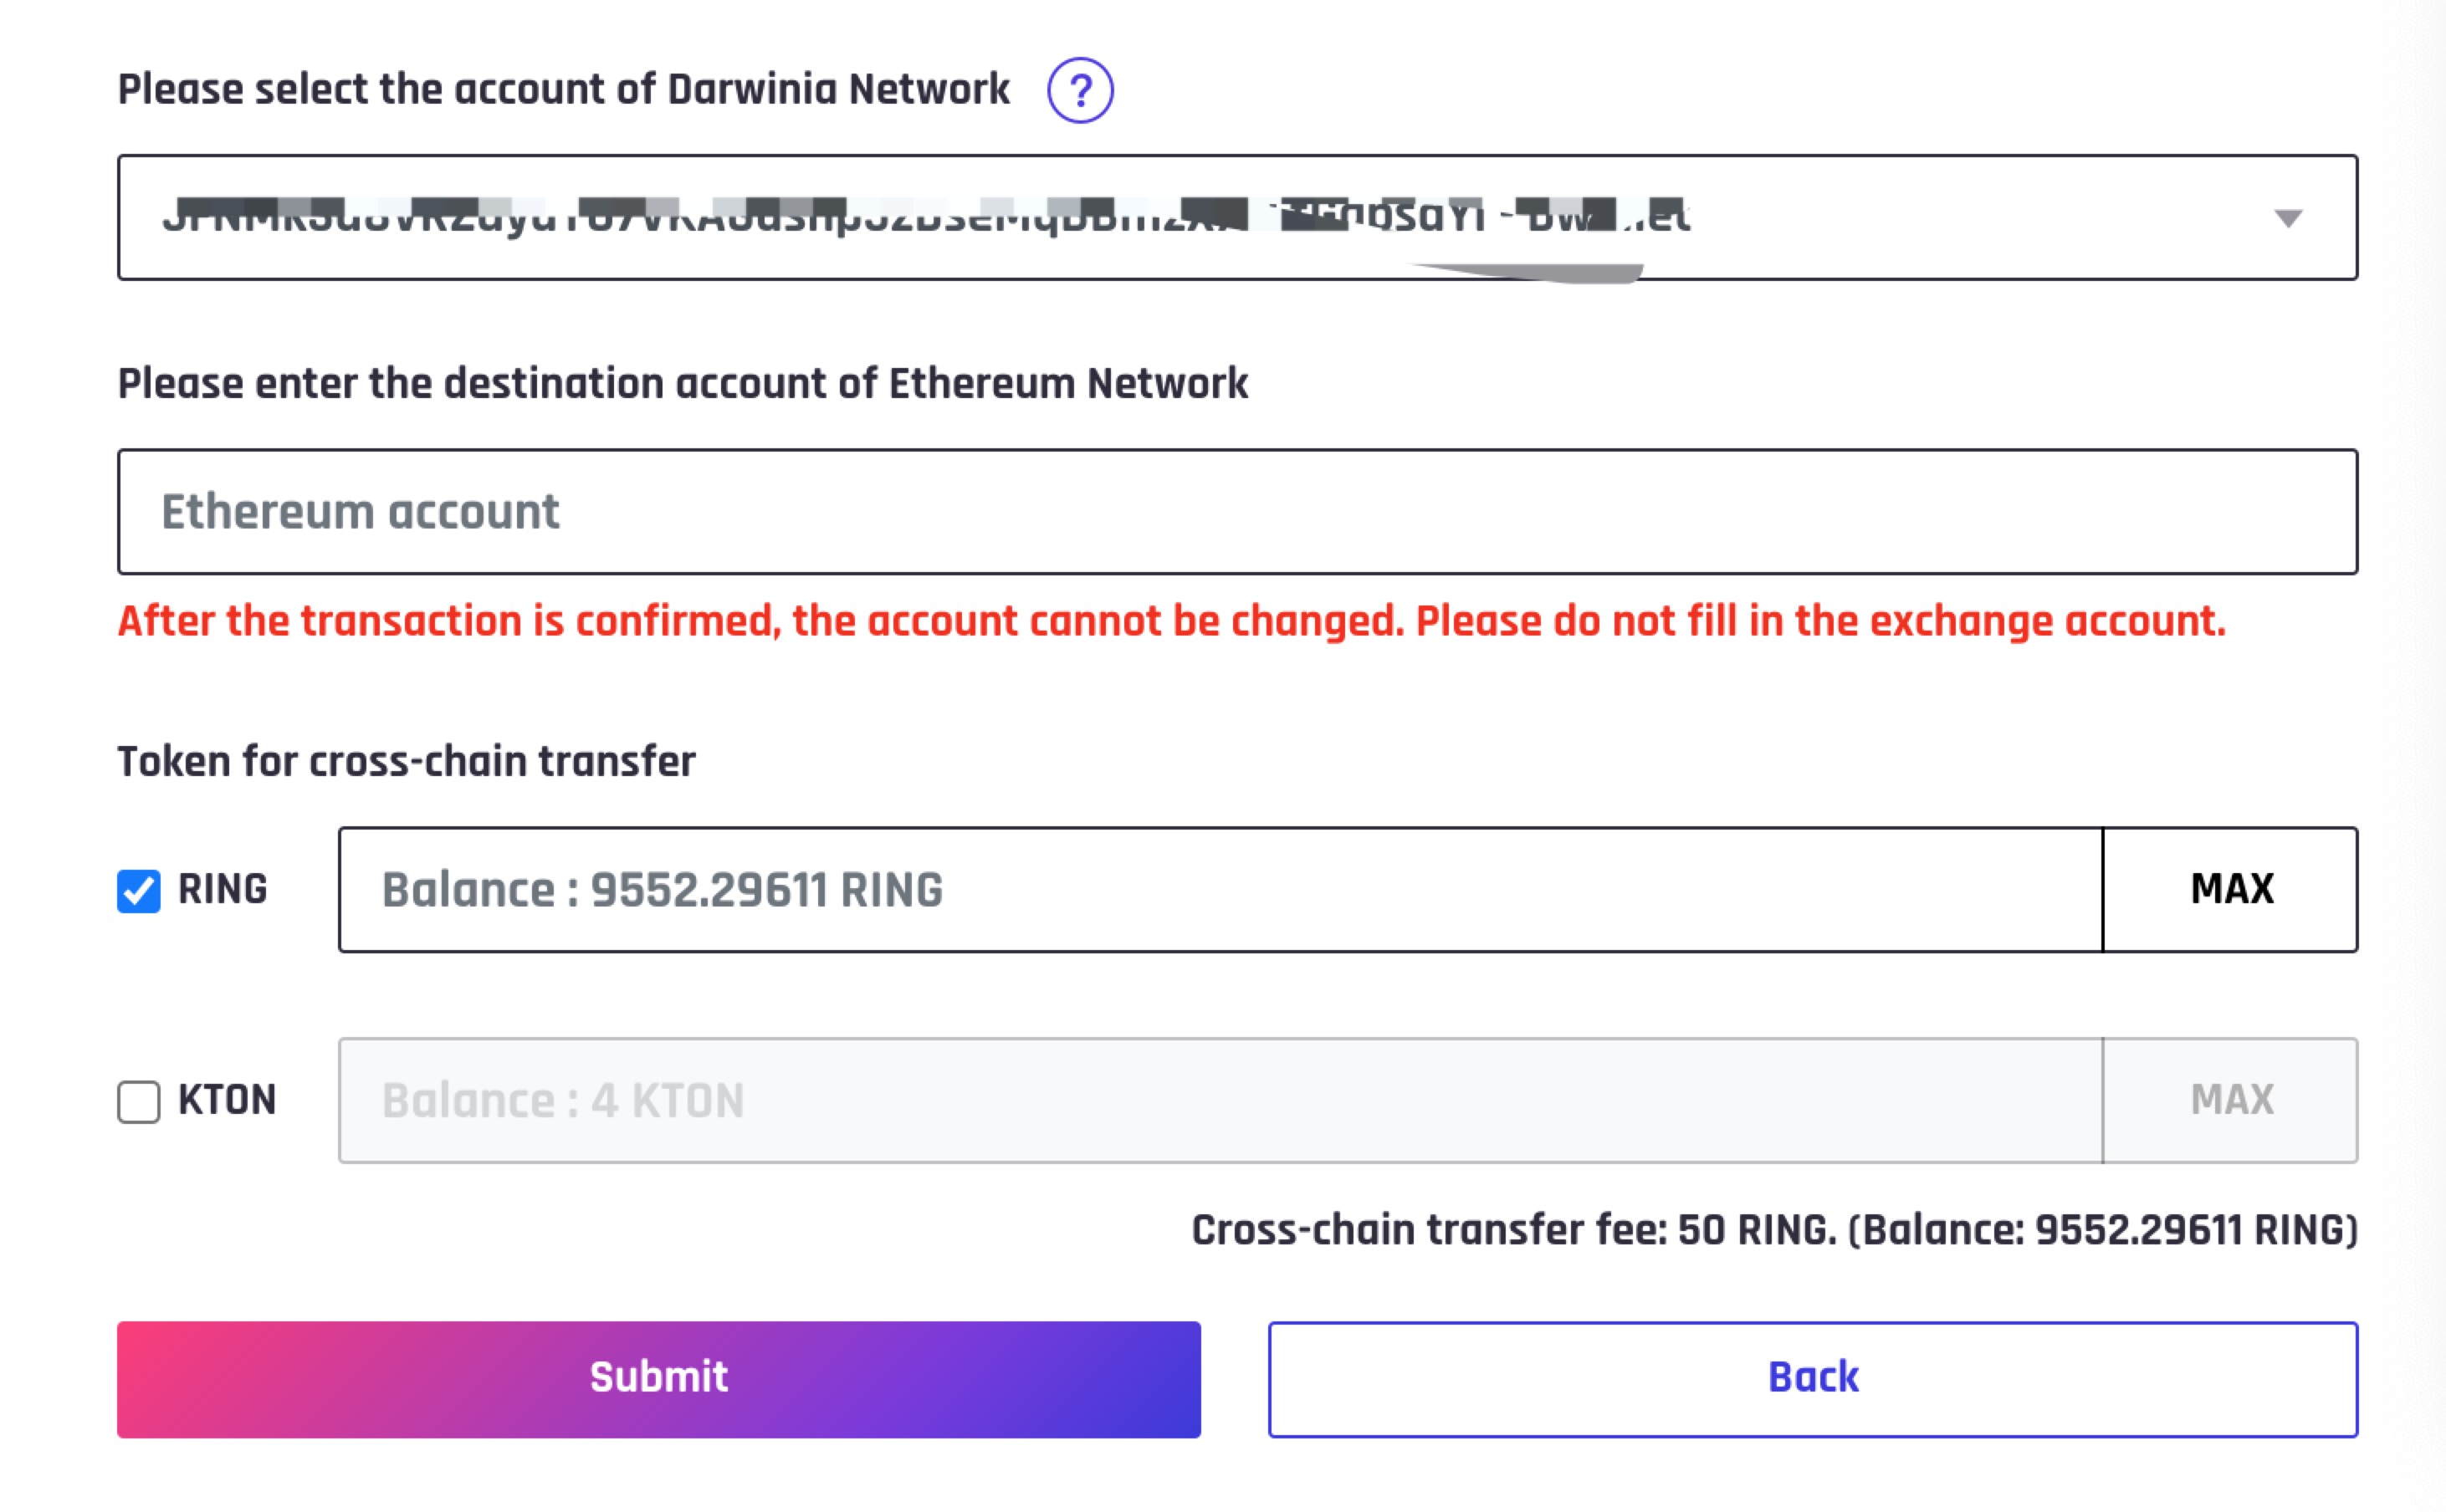 Please select the account of Darwinia Network ?
Please enter the destination account of Ethereum Network
Ethereum account
After the transaction is confirmed, the account cannot be changed. Please do not fill in the exchange account.
Token for cross-chain transfer
RING Balance : 9552.29611 RING MAX
KTON Balance : 4 KTON MAX
Cross-chain transfer fee: 50 RING. (Balance: 9552.29611 RING)
Submit Back